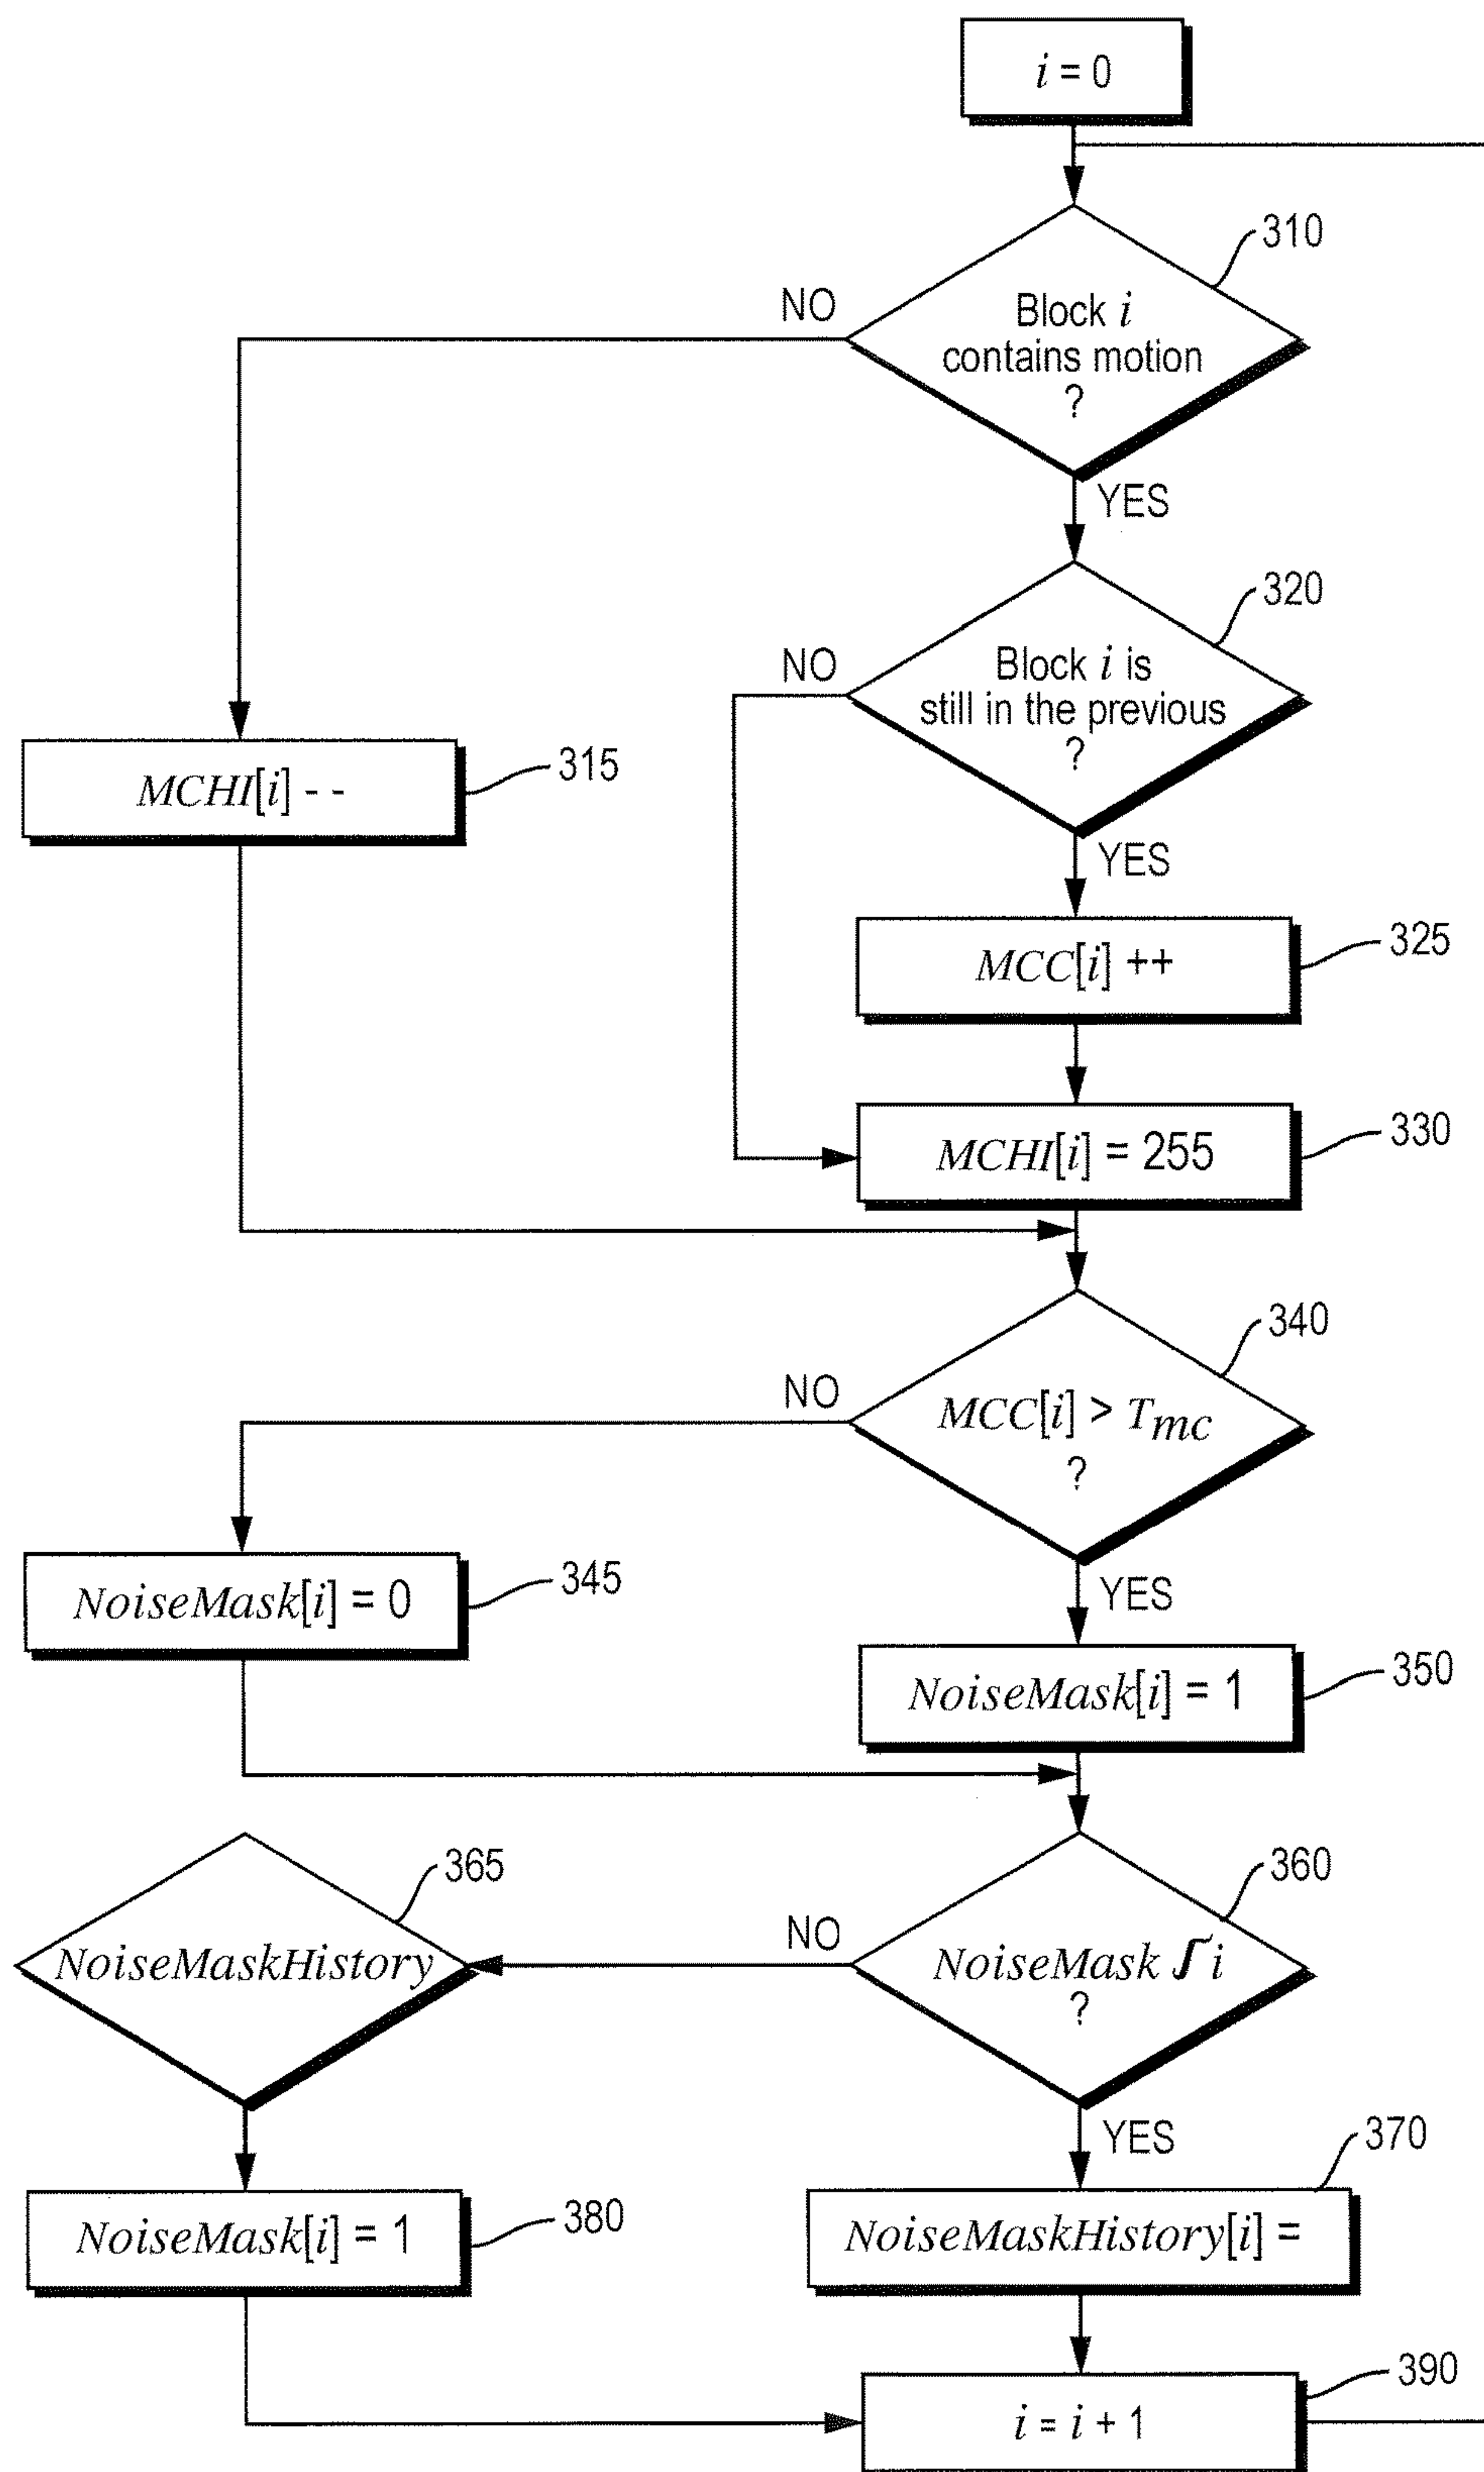 i = 0
310
NO
Block i
contains motion
?
YES
320
NO
Block i is
still in the previous
?
YES
315
MCHI[i] - -
325
MCC[i] ++
330
MCHI[i] = 255
340
NO
MCC[i] > Tmc
?
YES
345
NoiseMask[i] = 0
350
NoiseMask[i] = 1
365
NoiseMaskHistory
360
NO
NoiseMask ∫ i
?
YES
370
380
NoiseMask[i] = 1
NoiseMaskHistory[i] =
390
i = i + 1